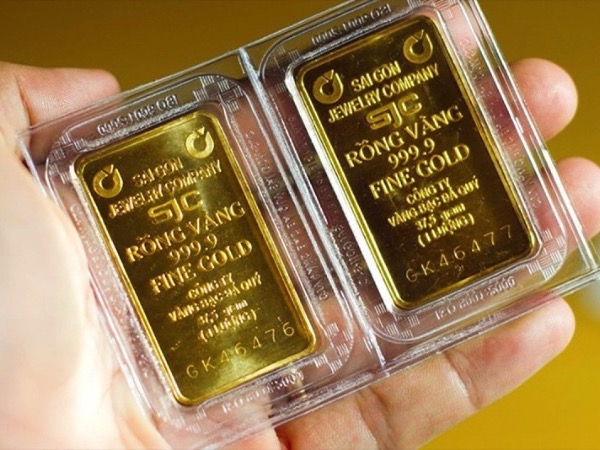 SAI GON
JEWELRY COMPANY
SJC
RỒNG VÀNG
999.9
FINE GOLD
CÔNG TY
VÀNG BẠC ĐÁ QUÝ
37,5 gram
(1 LƯỢNG)
GK46476
SAI GON
JEWELRY COMPANY
SJC
RỒNG VÀNG
999.9
FINE GOLD
CÔNG TY
VÀNG BẠC ĐÁ QUÝ
37,5 gram
(1 LƯỢNG)
GK46477